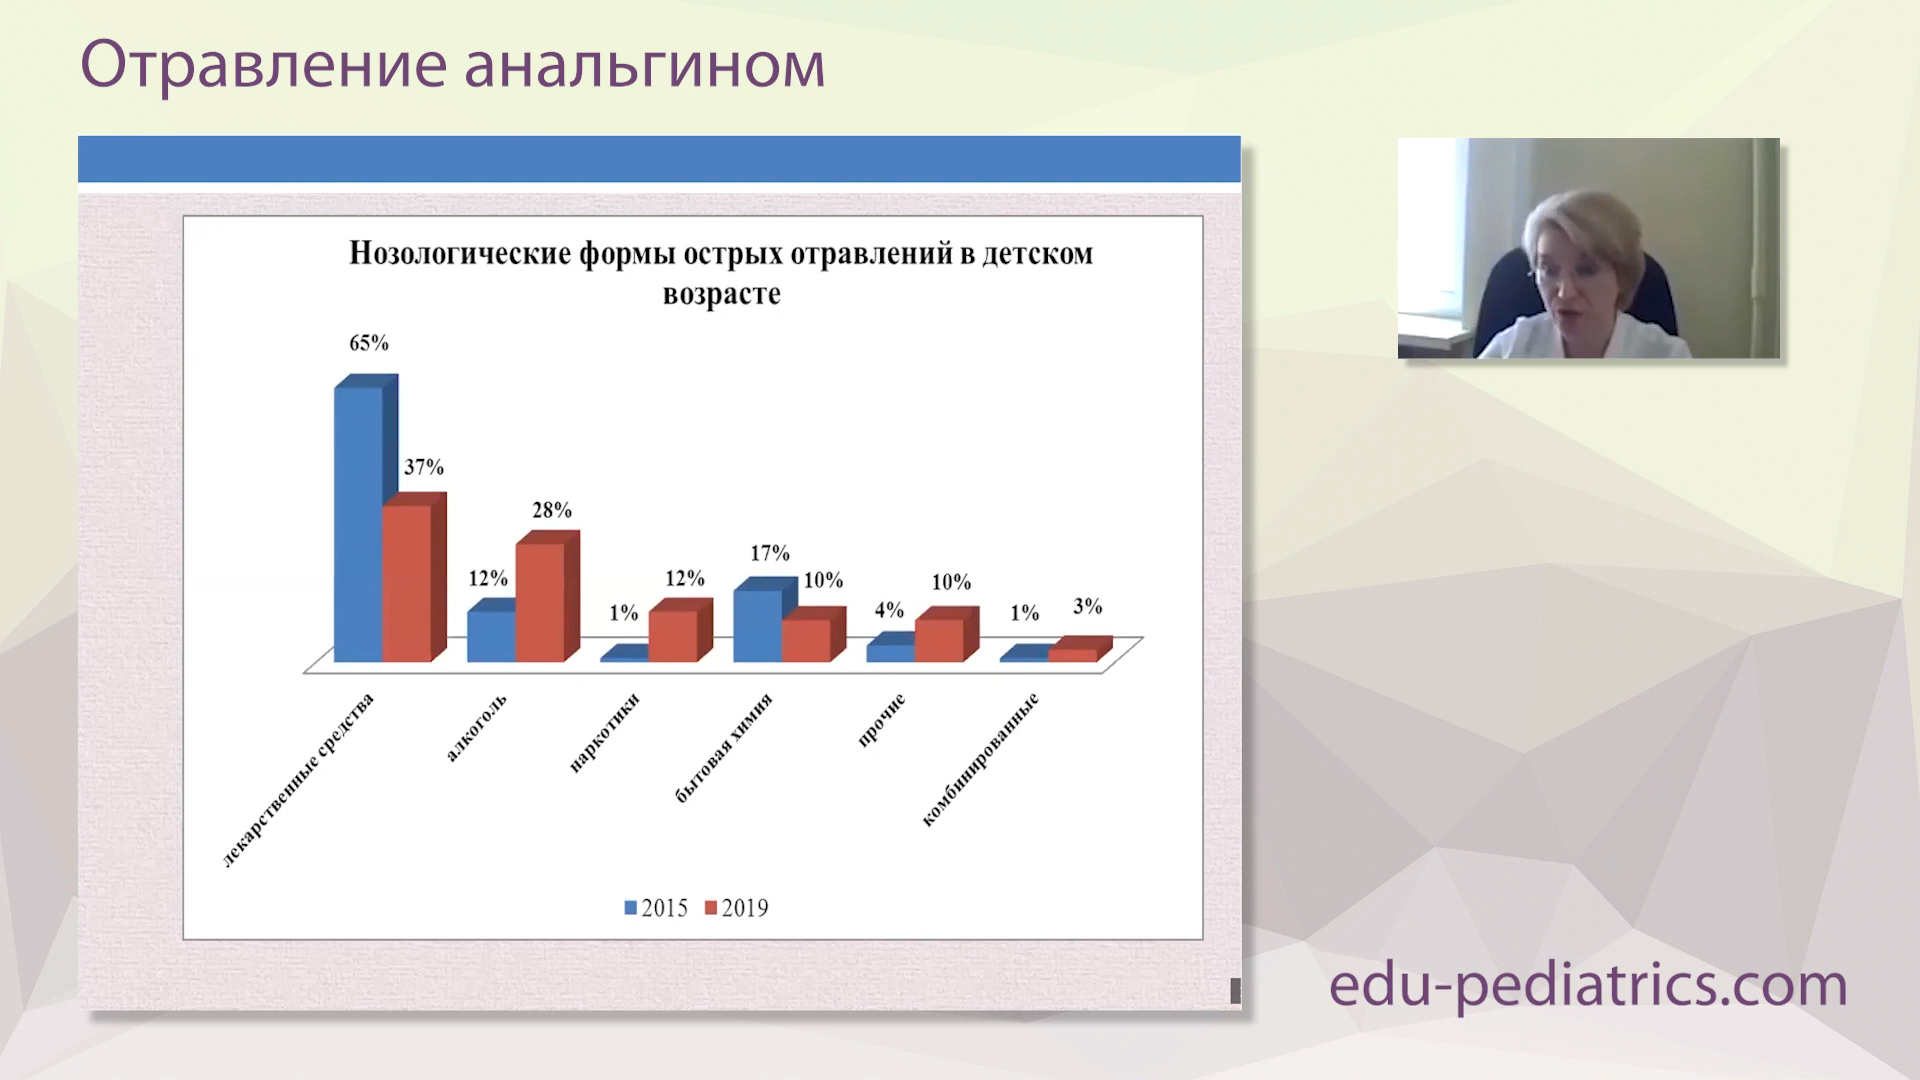 Отравление анальгином
Нозологические формы острых отравлений в детском
возрасте
65%
37%
12%
28%
1%
12%
17%
10%
4%
10%
1%
3%
лекарственные средства
алкоголь
наркотики
бытовая химия
прочие
комбинированные
2015 2019
edu-pediatrics.com